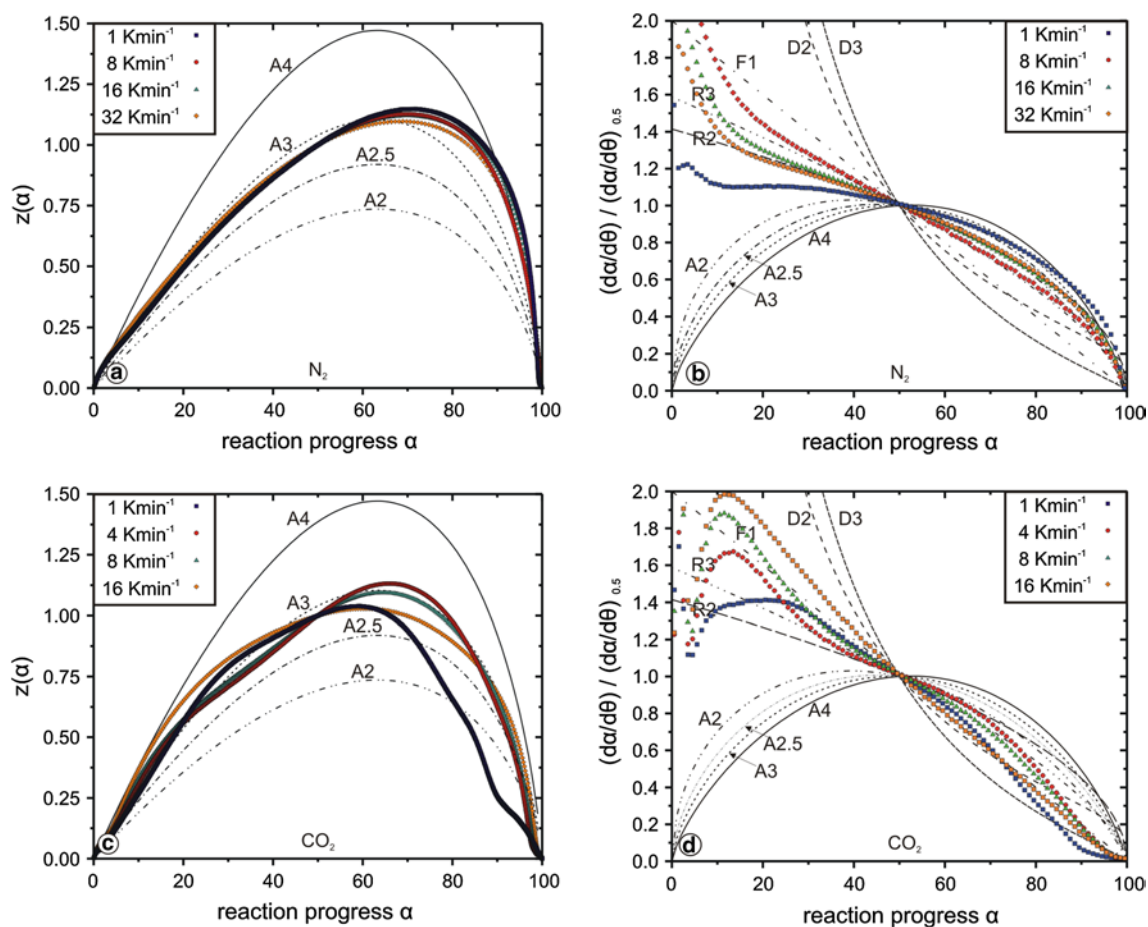 1.50
1.25
1.00
0.75
0.50
0.25
0.00
z(α)
1 Kmin⁻¹
8 Kmin⁻¹
16 Kmin⁻¹
32 Kmin⁻¹
A4
A3
A2.5
A2
a
N₂
0 20 40 60 80 100
reaction progress α
2.0
1.8
1.6
1.4
1.2
1.0
0.8
0.6
0.4
0.2
0.0
(dα/dθ) / (dα/dθ)₀.₅
1 Kmin⁻¹
8 Kmin⁻¹
16 Kmin⁻¹
32 Kmin⁻¹
D2 D3
F1
R3
R2
A2
A4
A2.5
A3
b
N₂
0 20 40 60 80 100
reaction progress α
1.50
1.25
1.00
0.75
0.50
0.25
0.00
z(α)
1 Kmin⁻¹
4 Kmin⁻¹
8 Kmin⁻¹
16 Kmin⁻¹
A4
A3
A2.5
A2
c
CO₂
0 20 40 60 80 100
reaction progress α
2.0
1.8
1.6
1.4
1.2
1.0
0.8
0.6
0.4
0.2
0.0
(dα/dθ) / (dα/dθ)₀.₅
1 Kmin⁻¹
4 Kmin⁻¹
8 Kmin⁻¹
16 Kmin⁻¹
D2 D3
F1
R3
R2
A2
A4
A2.5
A3
d
CO₂
0 20 40 60 80 100
reaction progress α